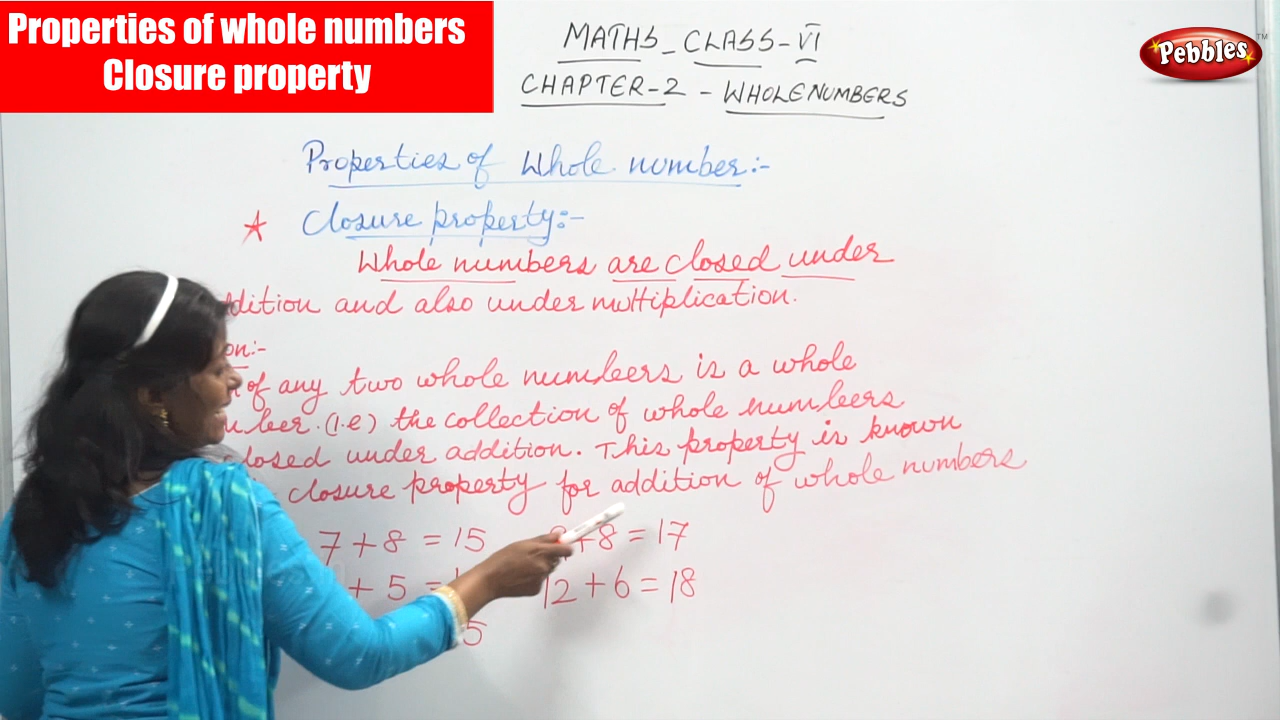 Properties of whole numbers
Closure property
MATHS_CLASS-VI
CHAPTER-2 - WHOLENUMBERS
Pebbles TM
Properties of Whole number:-
★ Closure property:-
Whole numbers are closed under
ddition and also under multiplication.
on:-
of any two whole numbers is a whole
(i.e) the collection of whole numbers
losed under addition. This property is known
closure property for addition of whole numbers
7 + 8 = 15
+ 8 = 17
+ 5 =
12 + 6 = 18
5